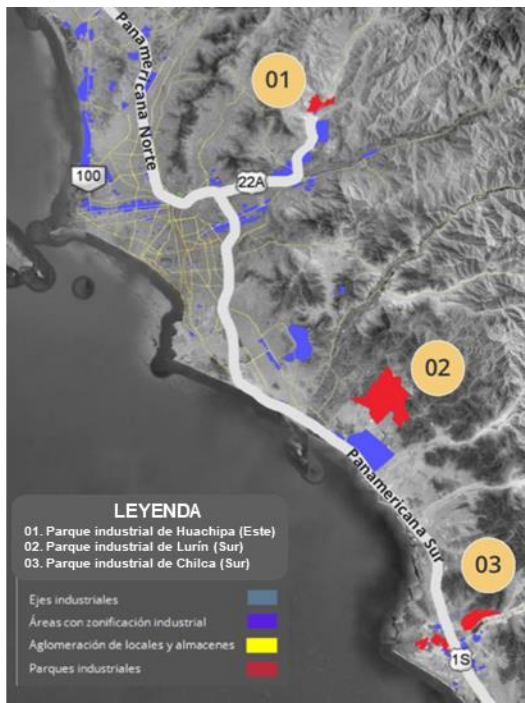 Panamericana Norte
01
100
22A
02
Panamericana Sur
LEYENDA
01. Parque industrial de Huachipa (Este)
02. Parque industrial de Lurín (Sur)
03. Parque industrial de Chilca (Sur)
03
Ejes industriales
Áreas con zonificación industrial
Aglomeración de locales y almacenes
Parques industriales
1S